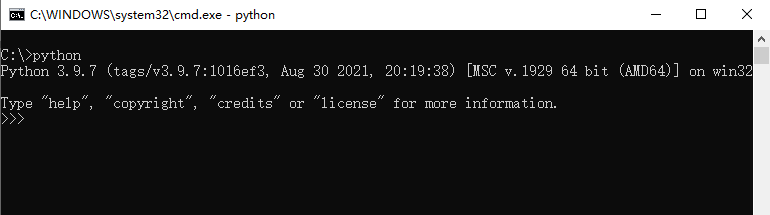 C:\WINDOWS\system32\cmd.exe - python
C:\>python
Python 3.9.7 (tags/v3.9.7:1016ef3, Aug 30 2021, 20:19:38) [MSC v.1929 64 bit (AMD64)] on win32
Type "help", "copyright", "credits" or "license" for more information.
>>>